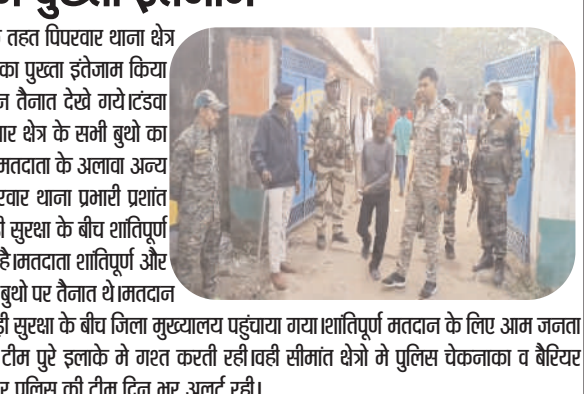 पुख्ता इंतजाम
तहत पिपरवार थाना क्षेत्र
का पुख्ता इंतेजाम किया
तैनात देखे गये।टंडवा
क्षेत्र के सभी बुथो का
मतदाता के अलावा अन्य
थाना प्रभारी प्रशांत
सुरक्षा के बीच शांतिपूर्ण
है।मतदाता शांतिपूर्ण और
बुथो पर तैनात थे।मतदान
सुरक्षा के बीच जिला मुख्यालय पहुंचाया गया।शांतिपूर्ण मतदान के लिए आम जनता
टीम पुरे इलाके मे गश्त करती रही।वही सीमांत क्षेत्रो मे पुलिस चेकनाका व बैरियर
पुलिस की टीम दिन भर अलर्ट रही।